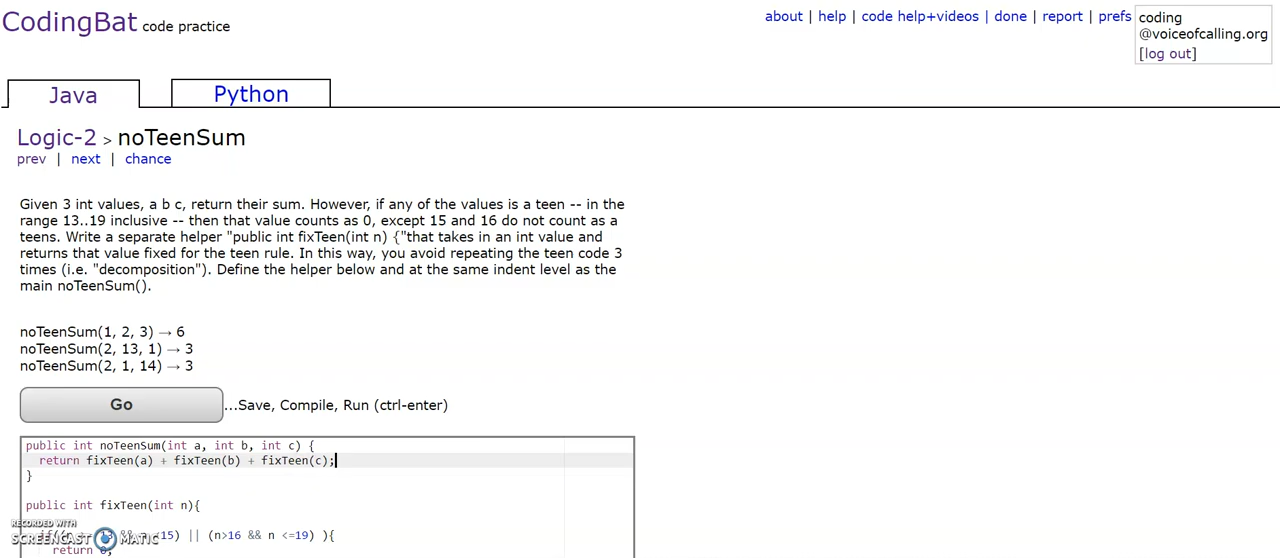 CodingBat code practice
about | help | code help+videos | done | report | prefs
coding
@voiceofcalling.org
[log out]
Java
Python
Logic-2 > noTeenSum
prev | next | chance
Given 3 int values, a b c, return their sum. However, if any of the values is a teen -- in the
range 13..19 inclusive -- then that value counts as 0, except 15 and 16 do not count as a
teens. Write a separate helper "public int fixTeen(int n) {"that takes in an int value and
returns that value fixed for the teen rule. In this way, you avoid repeating the teen code 3
times (i.e. "decomposition"). Define the helper below and at the same indent level as the
main noTeenSum().
noTeenSum(1, 2, 3) → 6
noTeenSum(2, 13, 1) → 3
noTeenSum(2, 1, 14) → 3
Go
...Save, Compile, Run (ctrl-enter)
public int noTeenSum(int a, int b, int c) {
return fixTeen(a) + fixTeen(b) + fixTeen(c);
}
public int fixTeen(int n){
RECORDED WITH
SCREENCAST MATIC
15) || (n>16 && n <=19) ){
return 0;